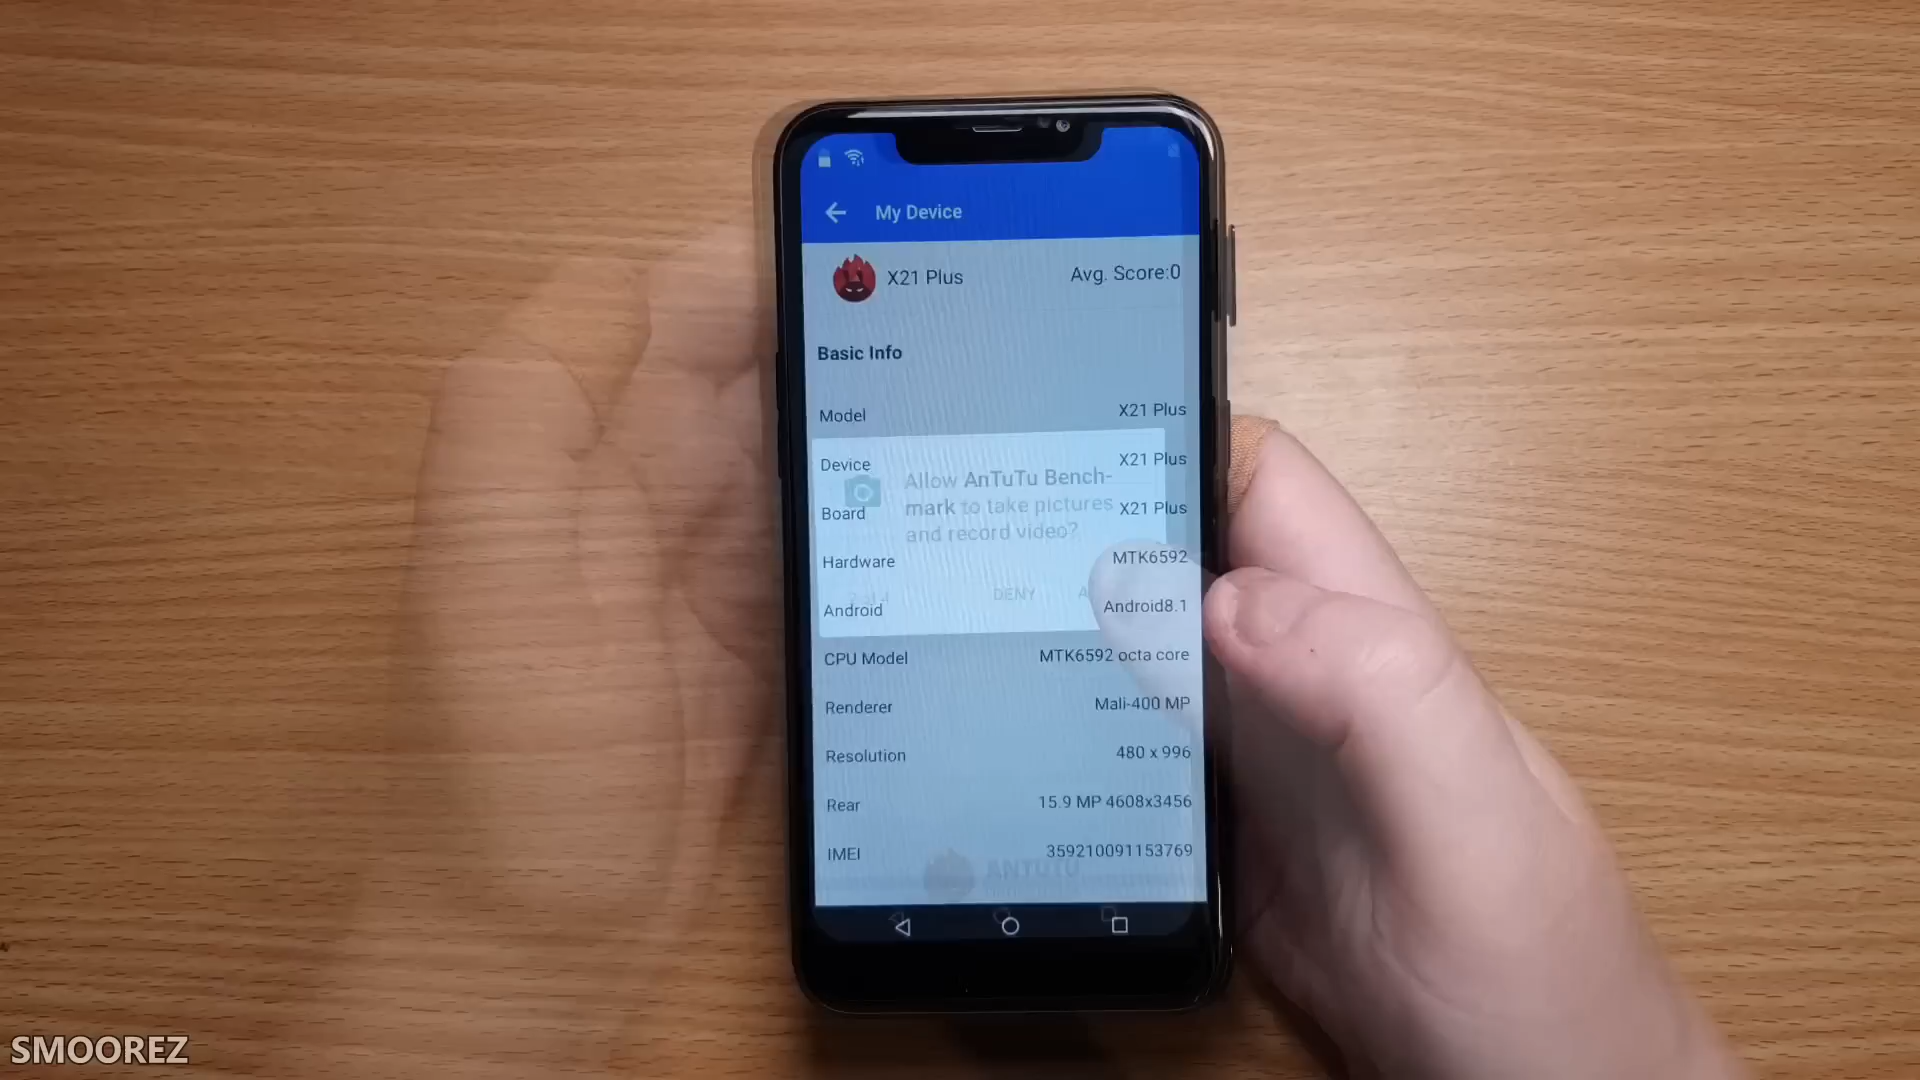 My Device
X21 Plus
Avg. Score:0
Basic Info
Model X21 Plus
Device X21 Plus
Allow AnTuTu Bench-
mark to take pictures
and record video?
Board X21 Plus
Hardware MTK6592
DENY
Android Android8.1
CPU Model MTK6592 octa core
Renderer Mali-400 MP
Resolution 480 x 996
Rear 15.9 MP 4608x3456
IMEI 359210091153769
ANTUTU
SMOOREZ